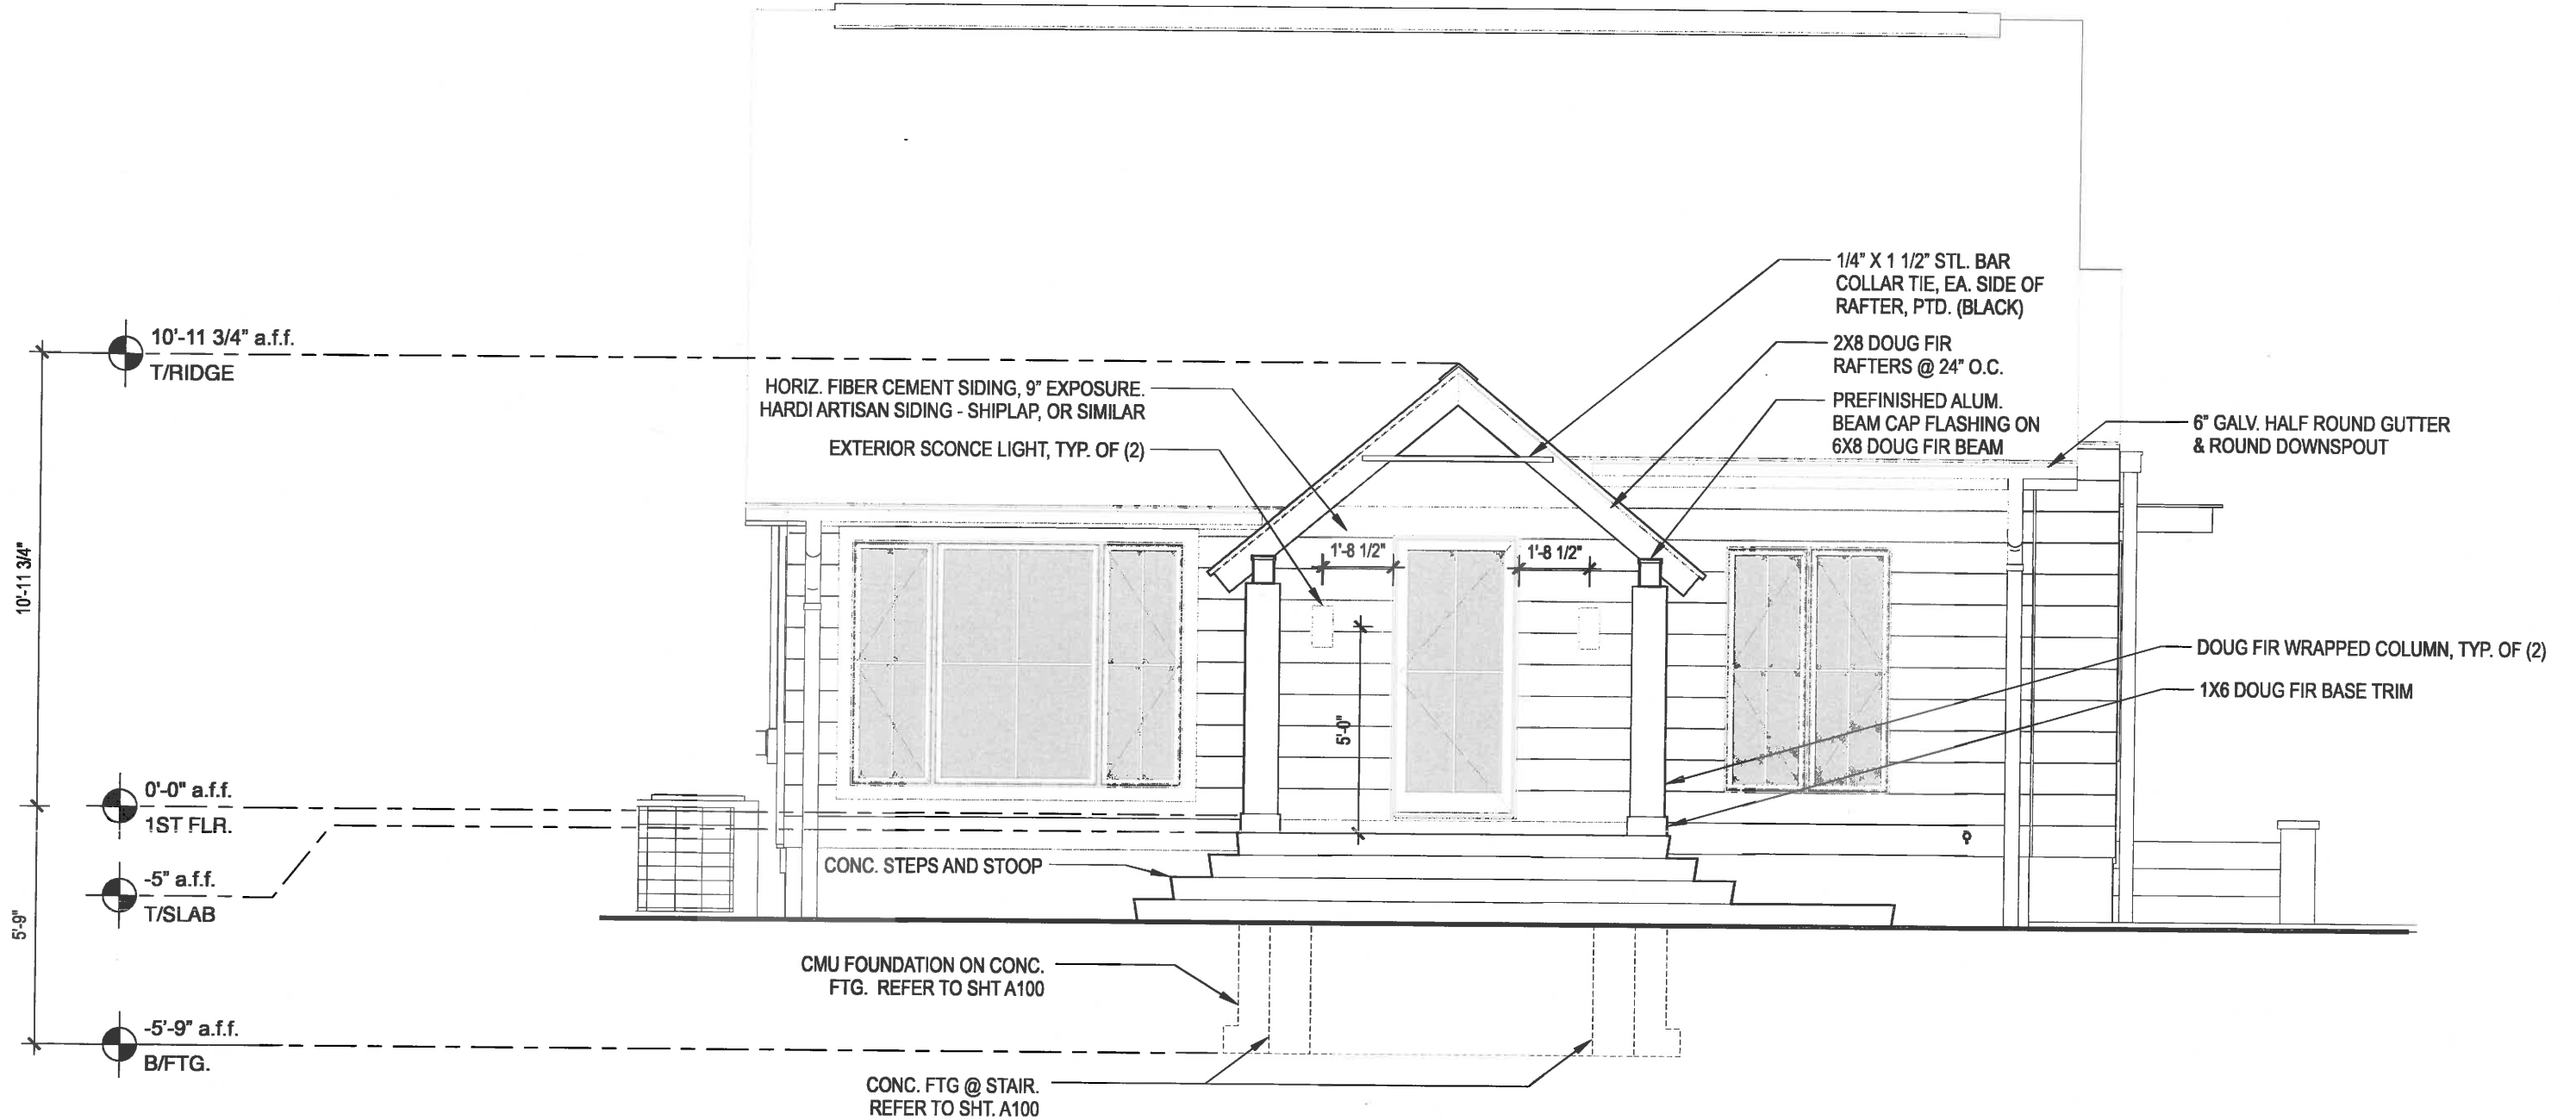 1/4" X 1 1/2" STL. BAR
COLLAR TIE, EA. SIDE OF
RAFTER, PTD. (BLACK)
10'-11 3/4" a.f.f.
T/RIDGE
2X8 DOUG FIR
RAFTERS @ 24" O.C.
HORIZ. FIBER CEMENT SIDING, 9" EXPOSURE.
HARDI ARTISAN SIDING - SHIPLAP, OR SIMILAR
PREFINISHED ALUM.
BEAM CAP FLASHING ON
6X8 DOUG FIR BEAM
6" GALV. HALF ROUND GUTTER
& ROUND DOWNSPOUT
EXTERIOR SCONCE LIGHT, TYP. OF (2)
1'-8 1/2"
1'-8 1/2"
10'-11 3/4"
DOUG FIR WRAPPED COLUMN, TYP. OF (2)
1X6 DOUG FIR BASE TRIM
5'-0"
0'-0" a.f.f.
1ST FLR.
CONC. STEPS AND STOOP
-5" a.f.f.
T/SLAB
5'-9"
CMU FOUNDATION ON CONC.
FTG. REFER TO SHT A100
-5'-9" a.f.f.
B/FTG.
CONC. FTG @ STAIR.
REFER TO SHT. A100